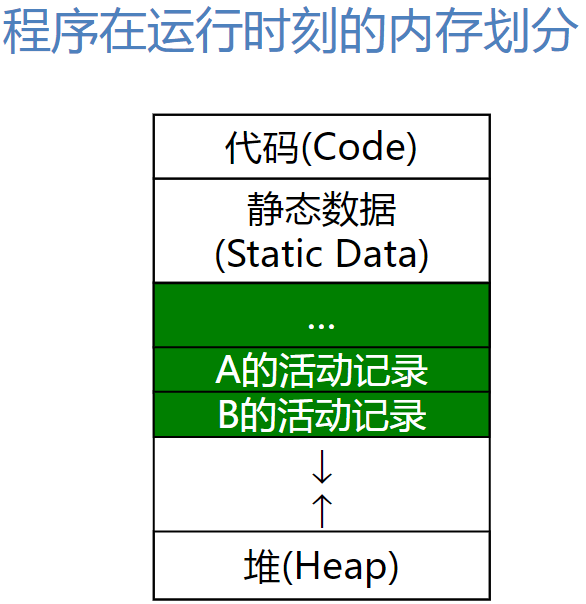 程序在运行时刻的内存划分
代码(Code)
静态数据
(Static Data)
...
A的活动记录
B的活动记录
↓
↑
堆(Heap)